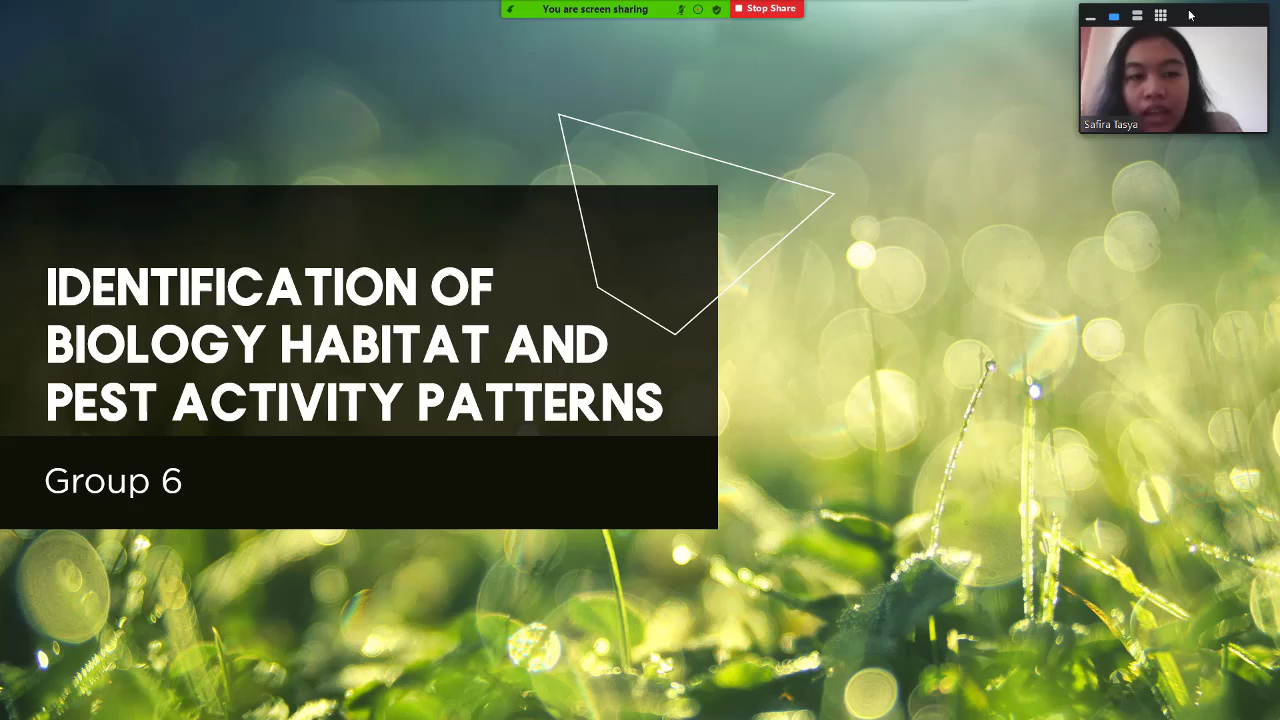 You are screen sharing
Stop Share
Safira Tasya
IDENTIFICATION OF
BIOLOGY HABITAT AND
PEST ACTIVITY PATTERNS
Group 6